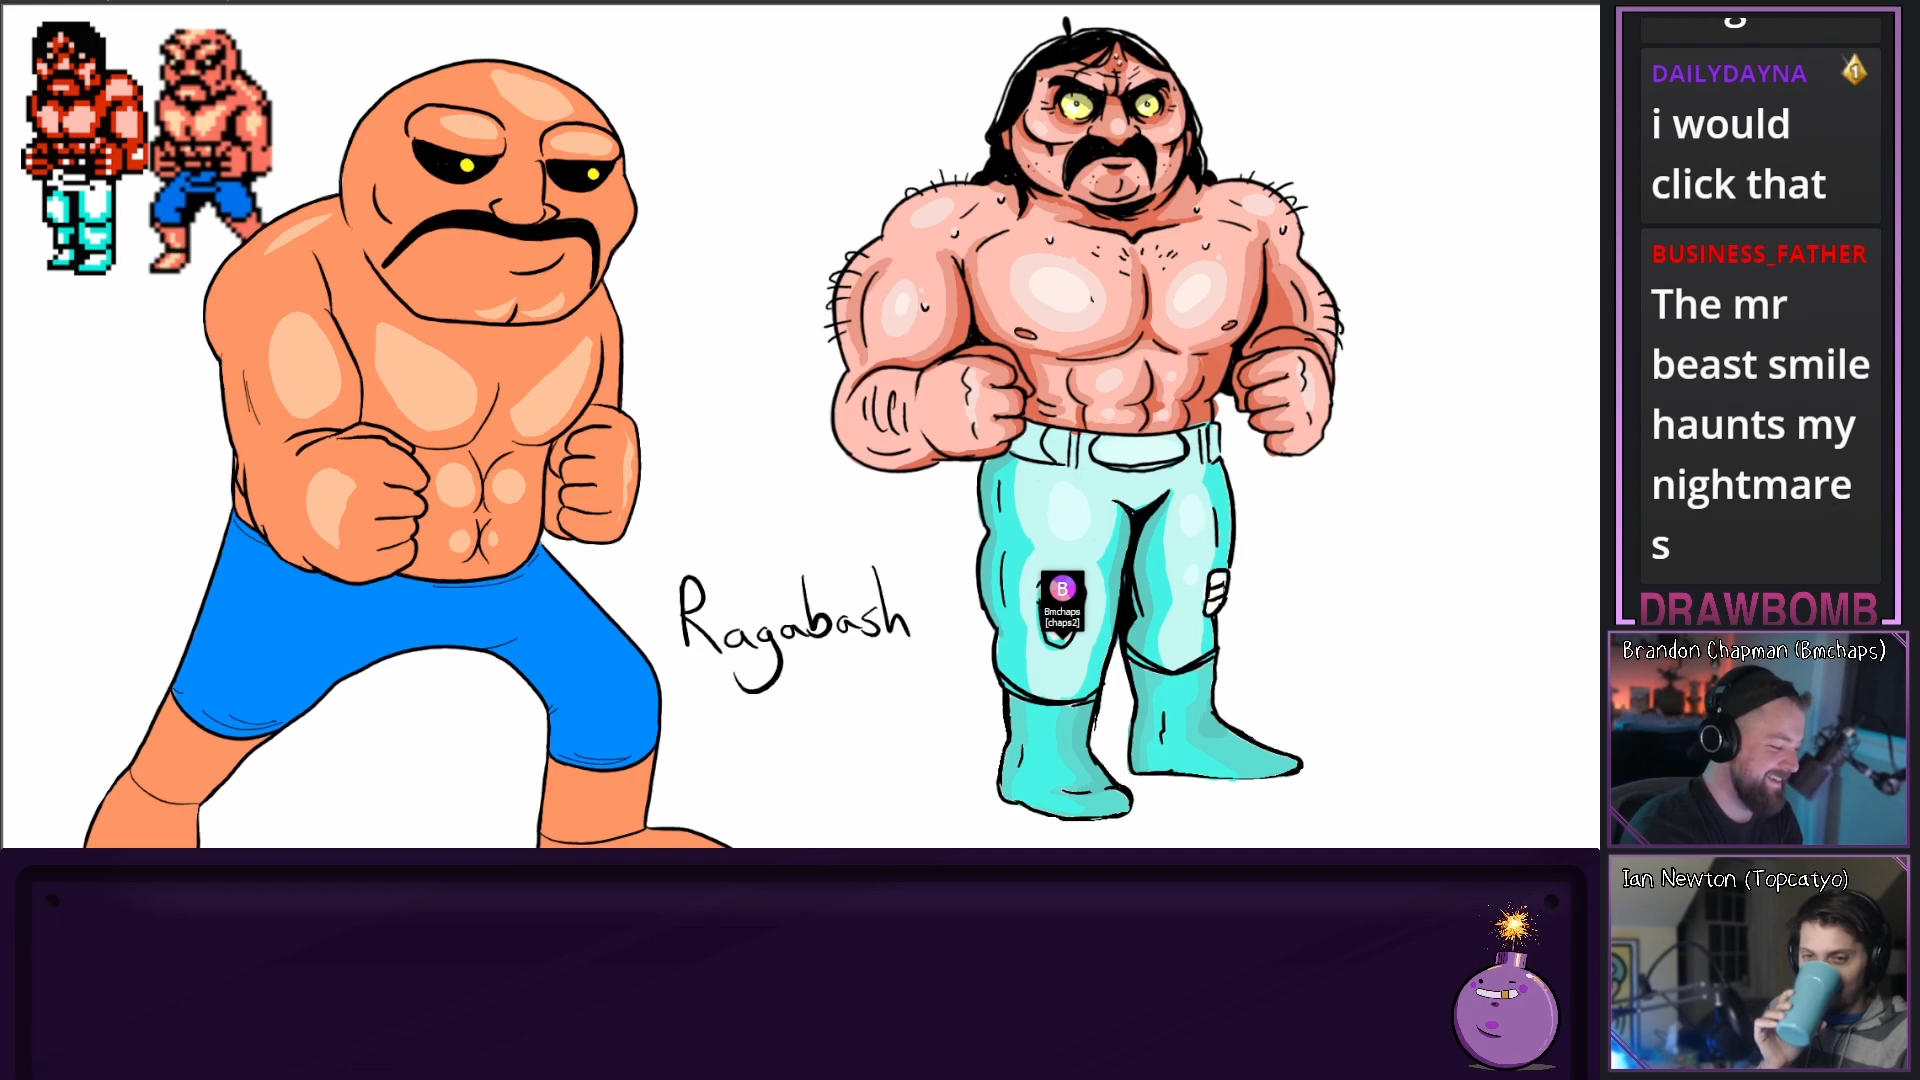 Ragabash
B
Bmchaps
[chaps2]
DAILYDAYNA
1
i would
click that
BUSINESS_FATHER
The mr
beast smile
haunts my
nightmare
s
DRAWBOMB
Brandon Chapman (Bmchaps)
Ian Newton (Topcatyo)